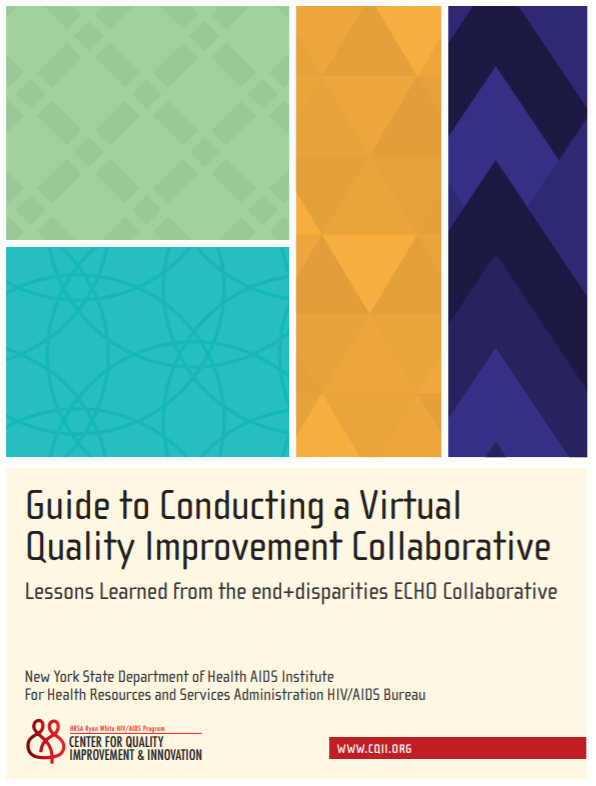 Guide to Conducting a Virtual
Quality Improvement Collaborative
Lessons Learned from the end+disparities ECHO Collaborative
New York State Department of Health AIDS Institute
For Health Resources and Services Administration HIV/AIDS Bureau
HRSA Ryan White HIV/AIDS Program
CENTER FOR QUALITY
IMPROVEMENT & INNOVATION
WWW.CQII.ORG